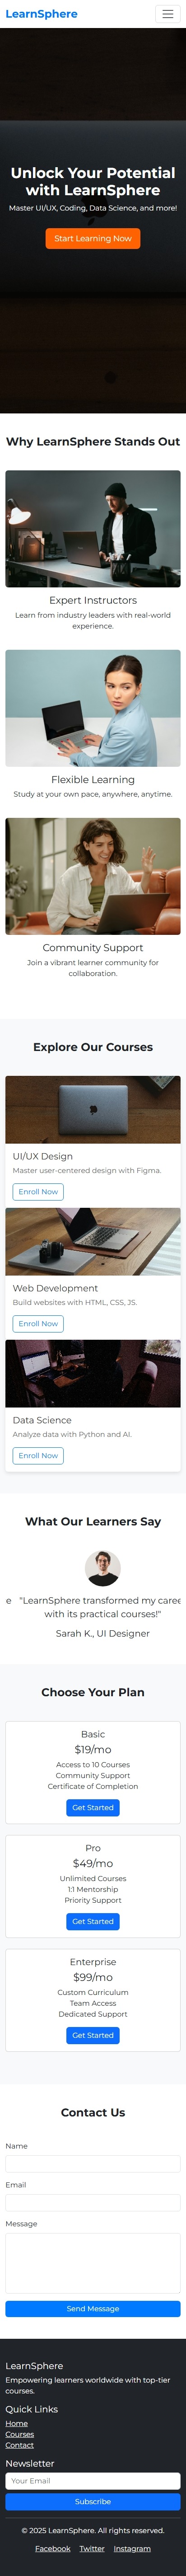 LearnSphere
Unlock Your Potential
with LearnSphere
Master UI/UX, Coding, Data Science, and more!
Start Learning Now
Why LearnSphere Stands Out
Expert Instructors
Learn from industry leaders with real-world
experience.
Flexible Learning
Study at your own pace, anywhere, anytime.
Community Support
Join a vibrant learner community for
collaboration.
Explore Our Courses
UI/UX Design
Master user-centered design with Figma.
Enroll Now
Web Development
Build websites with HTML, CSS, JS.
Enroll Now
Data Science
Analyze data with Python and AI.
Enroll Now
What Our Learners Say
e "LearnSphere transformed my career
with its practical courses!"
Sarah K., UI Designer
Choose Your Plan
Basic
$19/mo
Access to 10 Courses
Community Support
Certificate of Completion
Get Started
Pro
$49/mo
Unlimited Courses
1:1 Mentorship
Priority Support
Get Started
Enterprise
$99/mo
Custom Curriculum
Team Access
Dedicated Support
Get Started
Contact Us
Name
Email
Message
Send Message
LearnSphere
Empowering learners worldwide with top-tier
courses.
Quick Links
Home
Courses
Contact
Newsletter
Your Email
Subscribe
© 2025 LearnSphere. All rights reserved.
Facebook Twitter Instagram